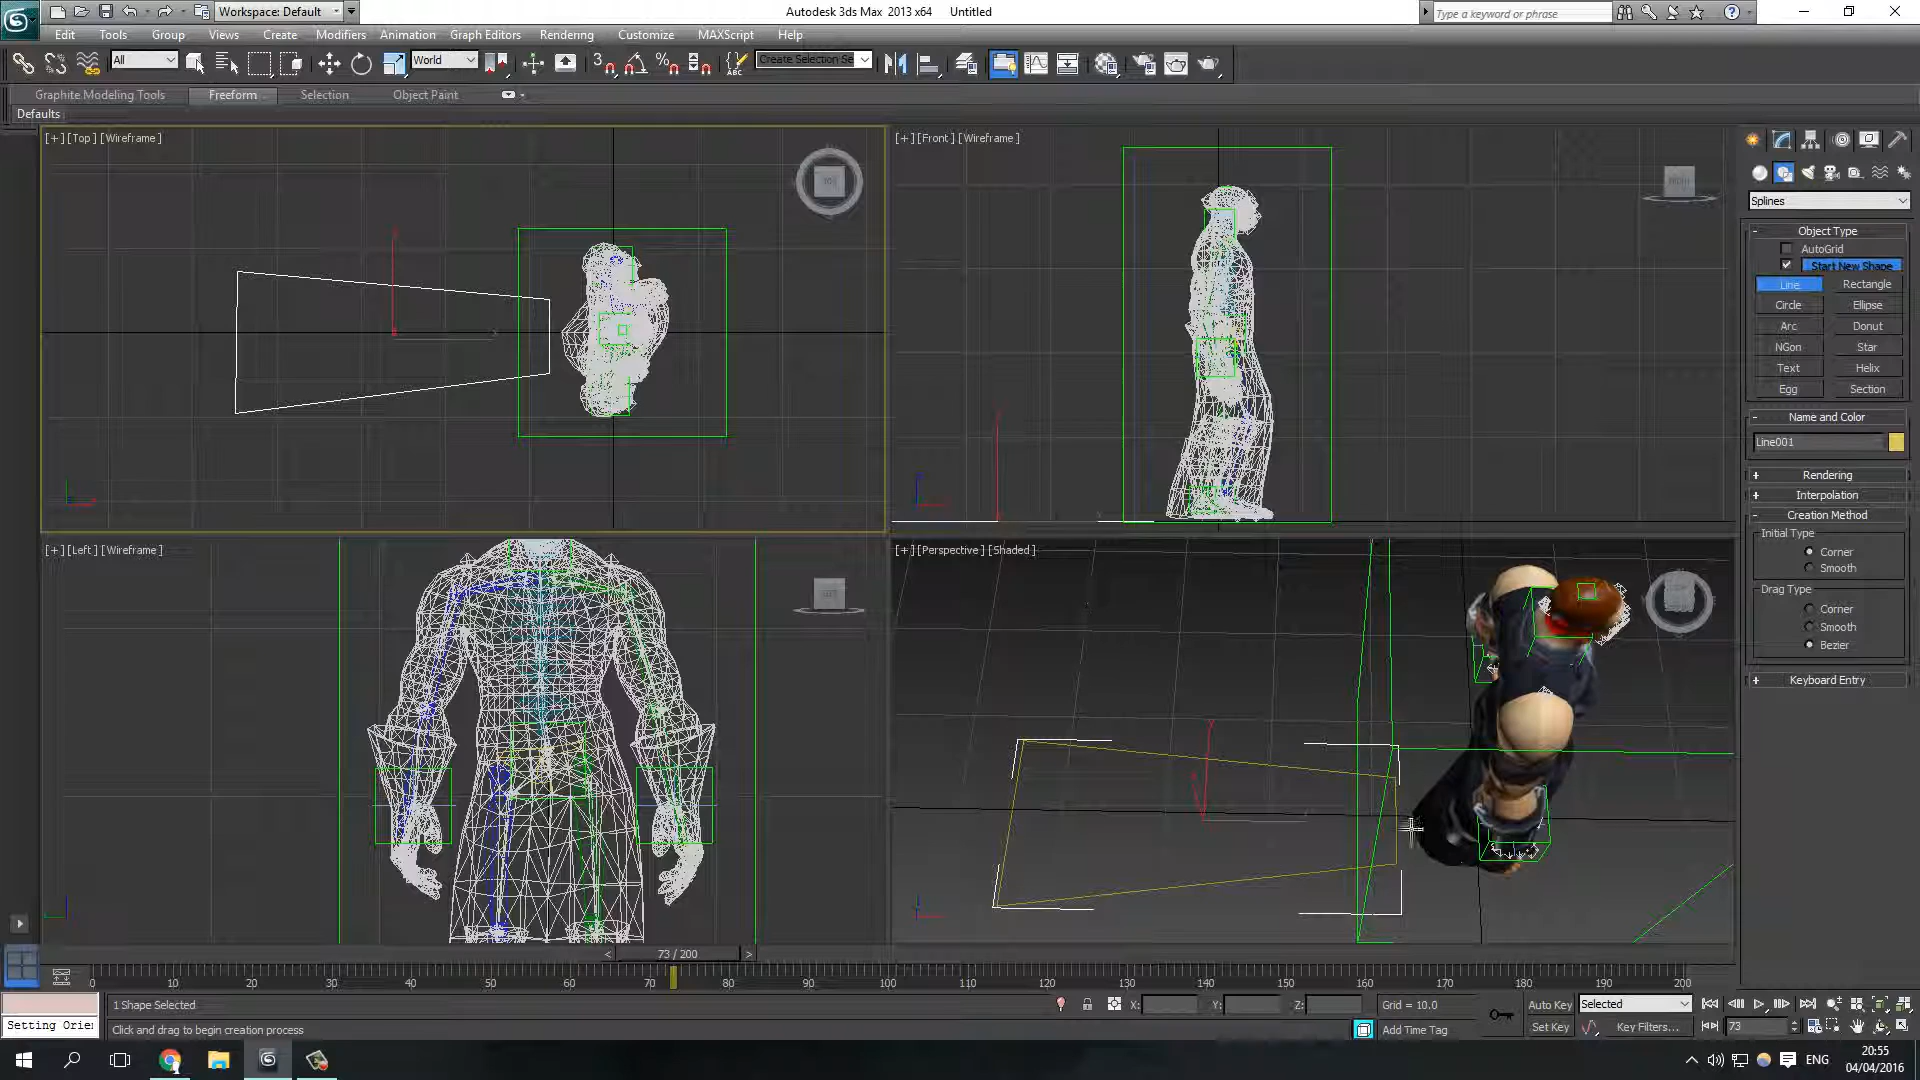 Workspace: Default
Autodesk 3ds Max 2013 x64 Untitled
Type a keyword or phrase
Edit Tools Group Views Create Modifiers Animation Graph Editors Rendering Customize MAXScript Help
All World Create Selection Se
Graphite Modeling Tools Freeform Selection Object Paint
Defaults
[+][Top][Wireframe]
[+][Front][Wireframe]
[+][Left][Wireframe]
[+][Perspective][Shaded]
Splines
- Object Type
AutoGrid
Start New Shape
Line Rectangle
Circle Ellipse
Arc Donut
NGon Star
Text Helix
Egg Section
- Name and Color
Line001
+ Rendering
+ Interpolation
- Creation Method
Initial Type
Corner
Smooth
Drag Type
Corner
Smooth
Bezier
+ Keyboard Entry
< 73 / 200 >
0 10 20 30 40 50 60 70 80 90 100 110 120 130 140 150 160 170 180 190 200
1 Shape Selected
X: Y: Z: Grid = 10.0
Auto Key Selected
Setting Orie
Click and drag to begin creation process
Add Time Tag
Set Key Key Filters... 73
ENG
20:55
04/04/2016